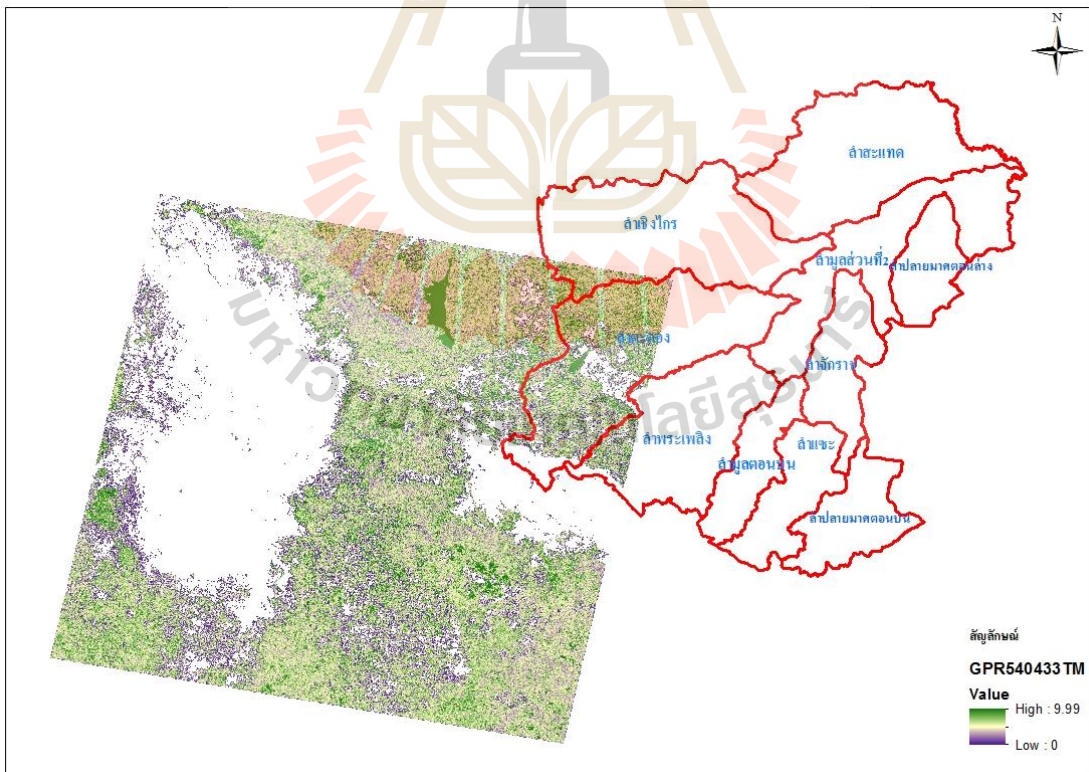 N
ลำสะแทด
ลำเชิงไกร
ลำมูลส่วนที่2
ลำปลายมาศตอนล่าง
ลำตะคอง
ลำจักราช
ลำพระเพลิง
ลำแซะ
ลำมูลตอนบน
ลำปลายมาศตอนบน
สัญลักษณ์
GPR540433TM
Value
High : 9.99
Low : 0